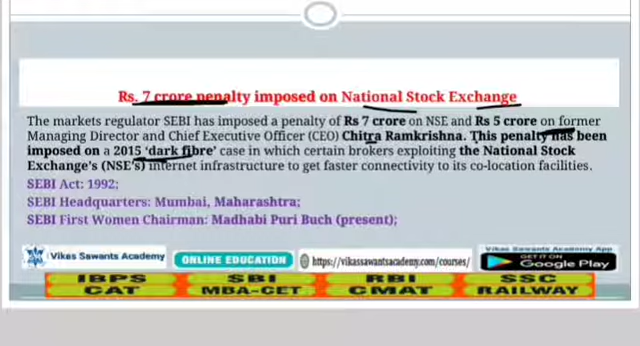 Rs. 7 crore penalty imposed on National Stock Exchange
The markets regulator SEBI has imposed a penalty of Rs 7 crore on NSE and Rs 5 crore on former
Managing Director and Chief Executive Officer (CEO) Chitra Ramkrishna. This penalty has been
imposed on a 2015 ‘dark fibre’ case in which certain brokers exploiting the National Stock
Exchange's (NSE's) internet infrastructure to get faster connectivity to its co-location facilities.
SEBI Act: 1992;
SEBI Headquarters: Mumbai, Maharashtra;
SEBI First Women Chairman: Madhabi Puri Buch (present);
Vikas Sawants Academy App
Vikas Sawants Academy ONLINE EDUCATION https://vikassawantsacademy.com/courses/ GET IT ON Google Play
IBPS SBI RBI SSC
CAT MBA-CET CMAT RAILWAY